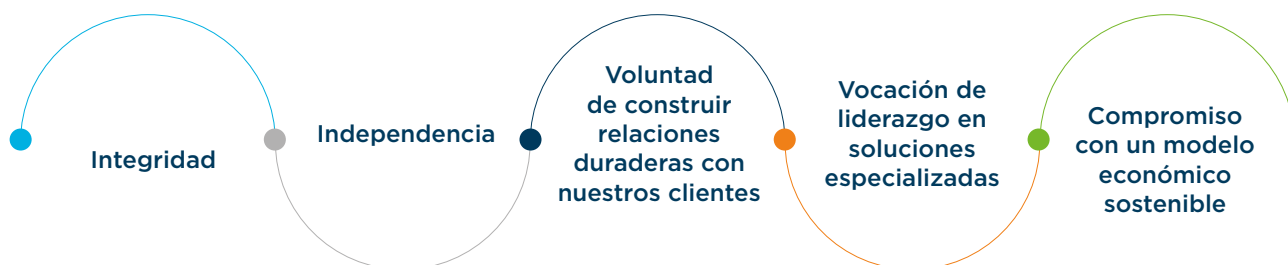 Integridad
Independencia
Voluntad
de construir
relaciones
duraderas con
nuestros clientes
Vocación de
liderazgo en
soluciones
especializadas
Compromiso
con un modelo
económico
sostenible